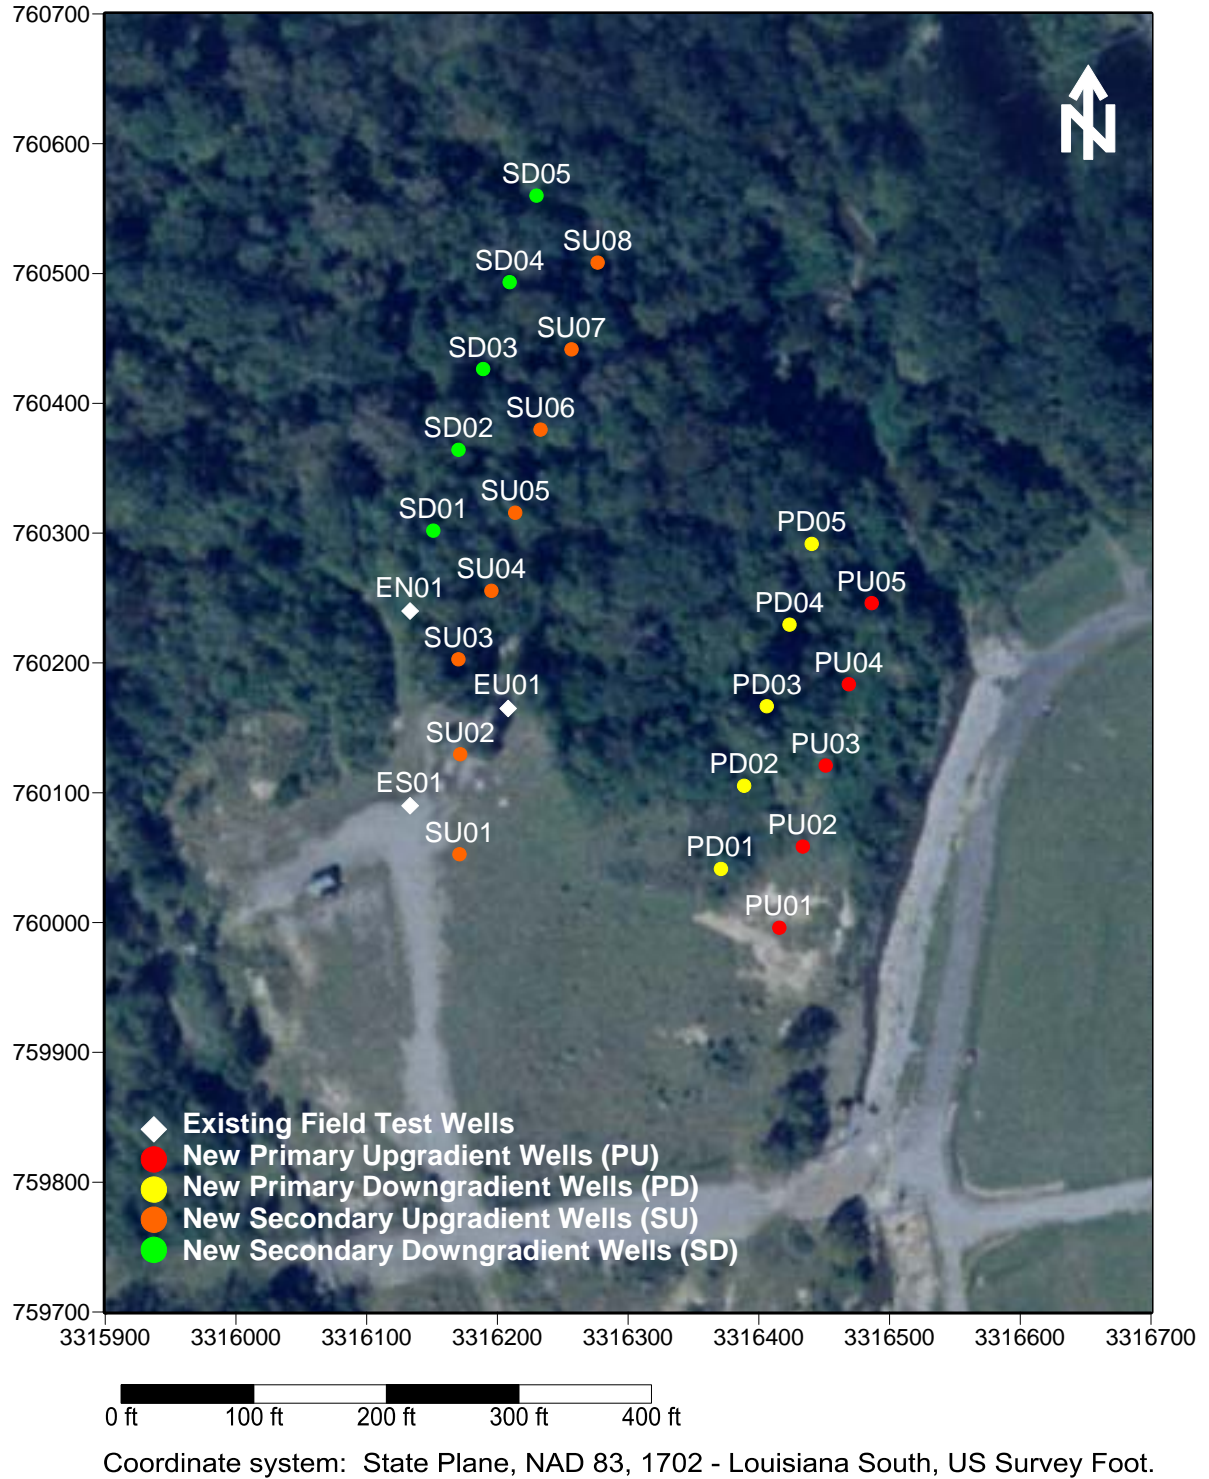 760700
760600
760500
760400
760300
760200
760100
760000
759900
759800
759700
N
SD05
SU08
SD04
SU07
SD03
SU06
SD02
SU05
SD01
PD05
SU04
EN01
PU05
PD04
SU03
PU04
EU01
PD03
SU02
PU03
PD02
ES01
SU01
PU02
PD01
PU01
Existing Field Test Wells
New Primary Upgradient Wells (PU)
New Primary Downgradient Wells (PD)
New Secondary Upgradient Wells (SU)
New Secondary Downgradient Wells (SD)
3315900 3316000 3316100 3316200 3316300 3316400 3316500 3316600 3316700
0 ft 100 ft 200 ft 300 ft 400 ft
Coordinate system: State Plane, NAD 83, 1702 - Louisiana South, US Survey Foot.